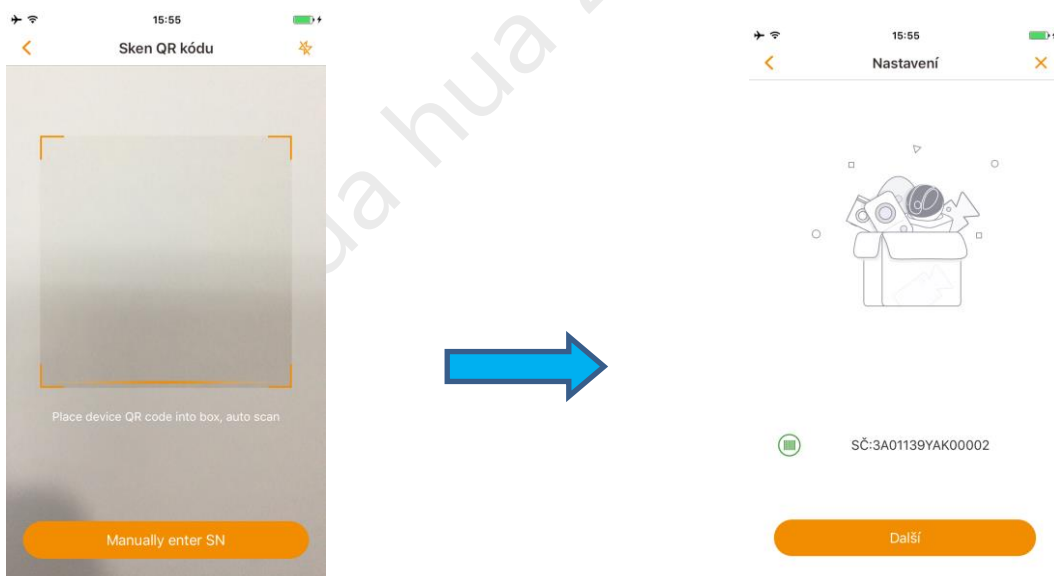 15:55
Sken QR kódu
Place device QR code into box, auto scan
Manually enter SN
15:55
Nastavení
SČ:3A01139YAK00002
Další